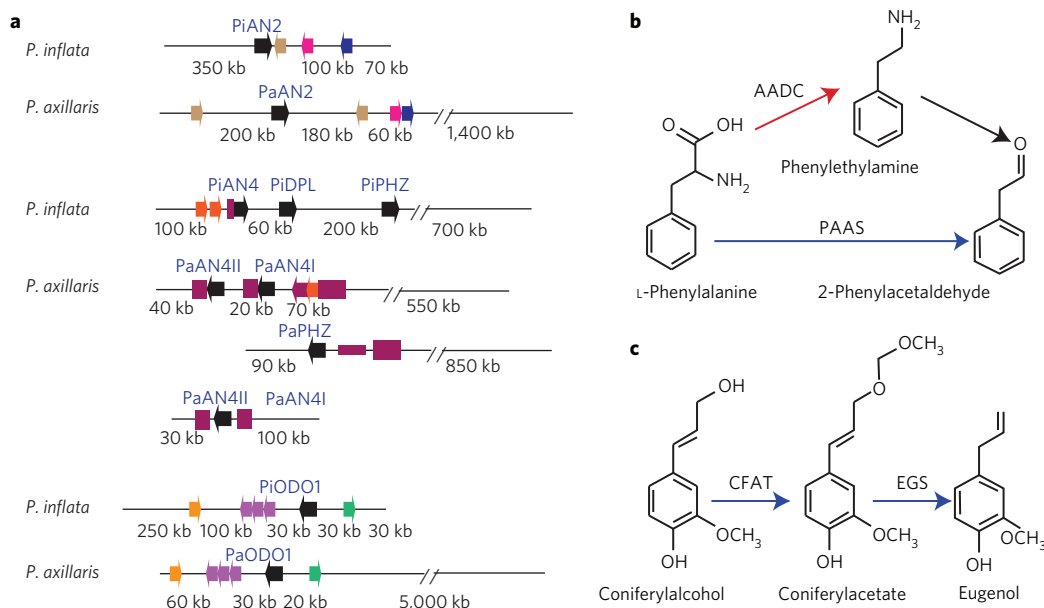 a
PiAN2
P. inflata
350 kb 100 kb 70 kb
PaAN2
P. axillaris
200 kb 180 kb 60 kb 1,400 kb
PiAN4 PiDPL PiPHZ
P. inflata
100 kb 60 kb 200 kb 700 kb
PaAN4II PaAN4I
P. axillaris
40 kb 20 kb 70 kb 550 kb
PaPHZ
90 kb 850 kb
PaAN4II PaAN4I
30 kb 100 kb
PiODO1
P. inflata
250 kb 100 kb 30 kb 30 kb 30 kb
PaODO1
P. axillaris
60 kb 30 kb 20 kb 5,000 kb
b
NH2
AADC
O OH
NH2
Phenylethylamine
O
PAAS
L-Phenylalanine 2-Phenylacetaldehyde
c
OCH3
OH
O
CFAT EGS
OCH3 OCH3 OCH3
OH OH OH
Coniferylalcohol Coniferylacetate Eugenol